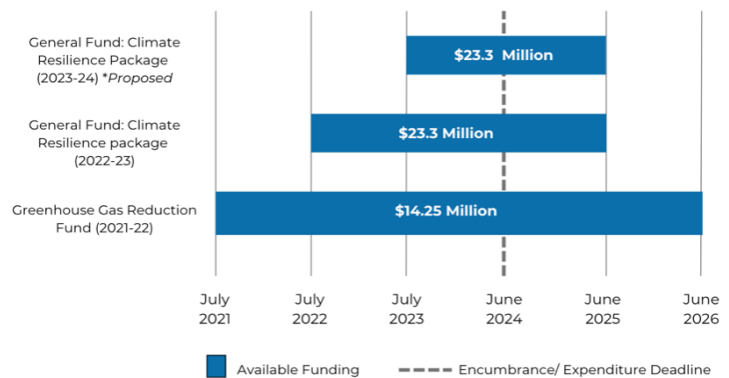 General Fund: Climate
Resilience Package
(2023-24) *Proposed
$23.3  Million
General Fund: Climate
Resilience package
(2022-23)
$23.3 Million
Greenhouse Gas Reduction
Fund (2021-22)
$14.25 Million
July
2021
July
2022
July
2023
June
2024
June
2025
June
2026
Available Funding
Encumbrance/ Expenditure Deadline